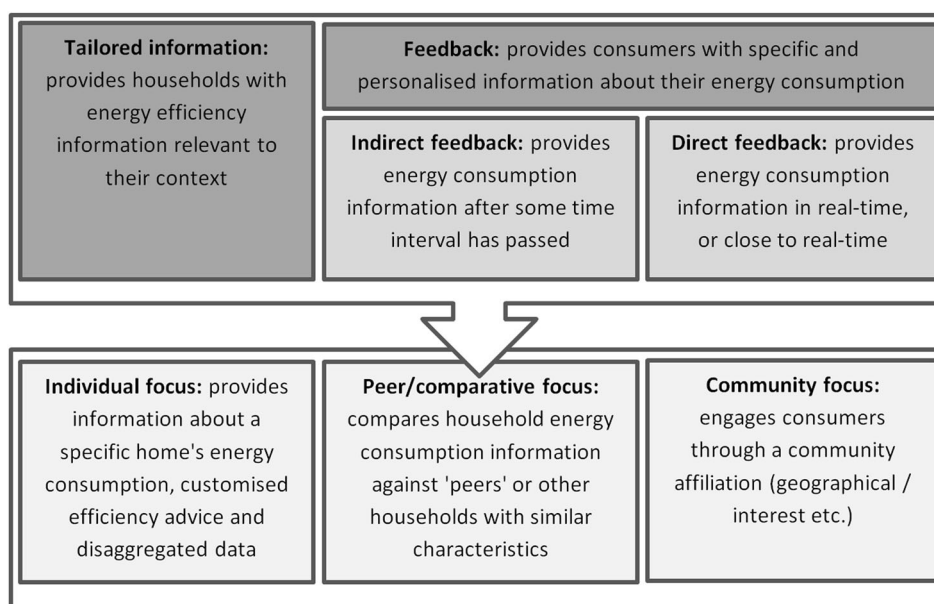 Tailored information:
provides households with
energy efficiency
information relevant to
their context
Feedback: provides consumers with specific and
personalised information about their energy consumption
Indirect feedback: provides
energy consumption
information after some time
interval has passed
Direct feedback: provides
energy consumption
information in real-time,
or close to real-time
Individual focus: provides
information about a
specific home's energy
consumption, customised
efficiency advice and
disaggregated data
Peer/comparative focus:
compares household energy
consumption information
against 'peers' or other
households with similar
characteristics
Community focus:
engages consumers
through a community
affiliation (geographical /
interest etc.)